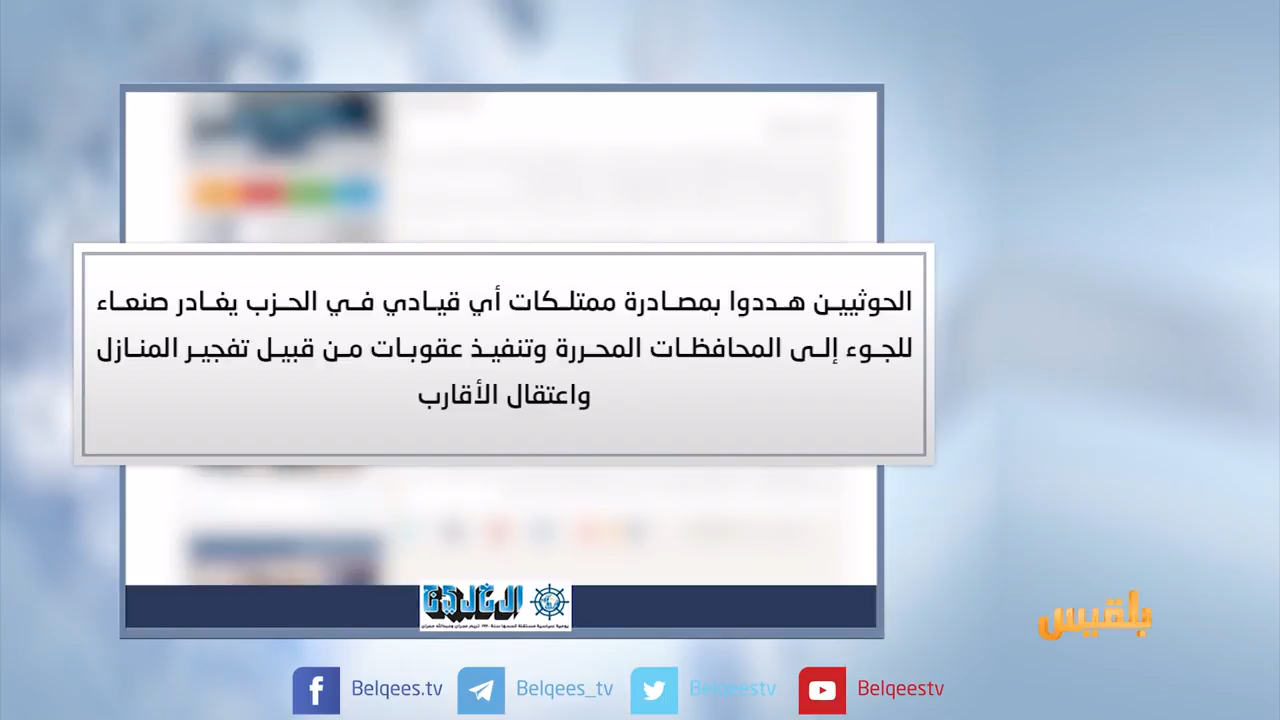 الحوثيين هددوا بمصادرة ممتلكات أي قيادي في الحزب يغادر صنعاء
للجوء إلى المحافظات المحررة وتنفيذ عقوبات من قبيل تفجير المنازل
واعتقال الأقارب
الخليج
بلقيس
Belqees.tv Belqees_tv Belqeestv Belqeestv